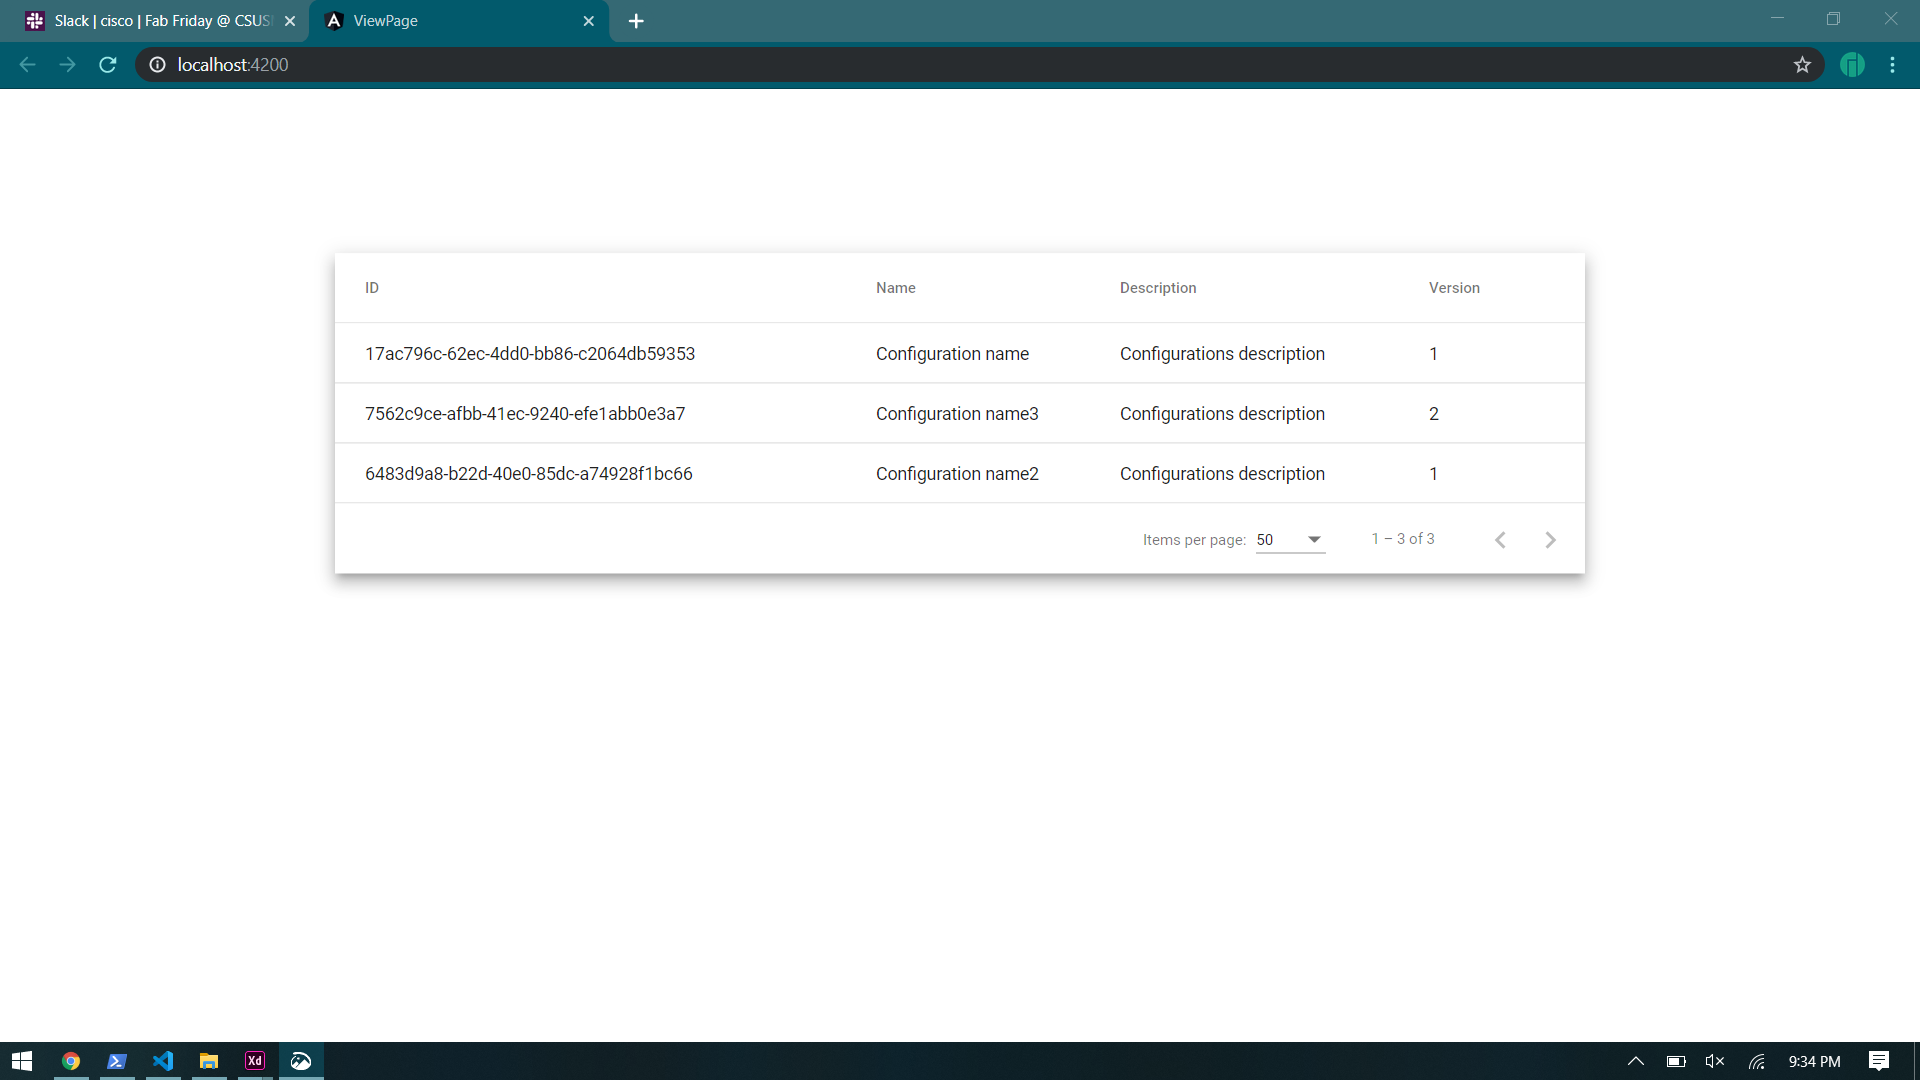 Slack | cisco | Fab Friday @ CSUS
ViewPage
localhost:4200
ID Name Description Version
17ac796c-62ec-4dd0-bb86-c2064db59353 Configuration name Configurations description 1
7562c9ce-afbb-41ec-9240-efe1abb0e3a7 Configuration name3 Configurations description 2
6483d9a8-b22d-40e0-85dc-a74928f1bc66 Configuration name2 Configurations description 1
Items per page: 50 1 – 3 of 3
Xd
9:34 PM